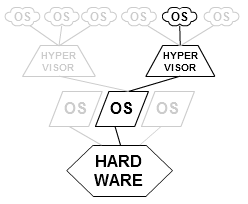 OS OS OS OS OS OS
HYPER HYPER
VISOR VISOR
OS OS OS
HARD
WARE